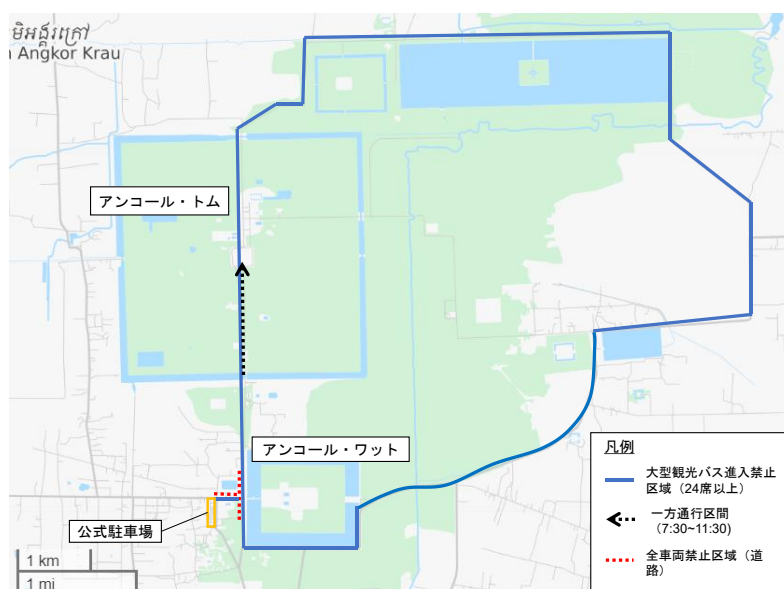 មិអង្គរក្រៅ
n Angkor Krau
アンコール・トム
アンコール・ワット
公式駐車場
凡例
大型観光バス進入禁止
区域（24席以上）
一方通行区間
（7:30~11:30）
全車両禁止区域（道
路）
1 km
1 mi